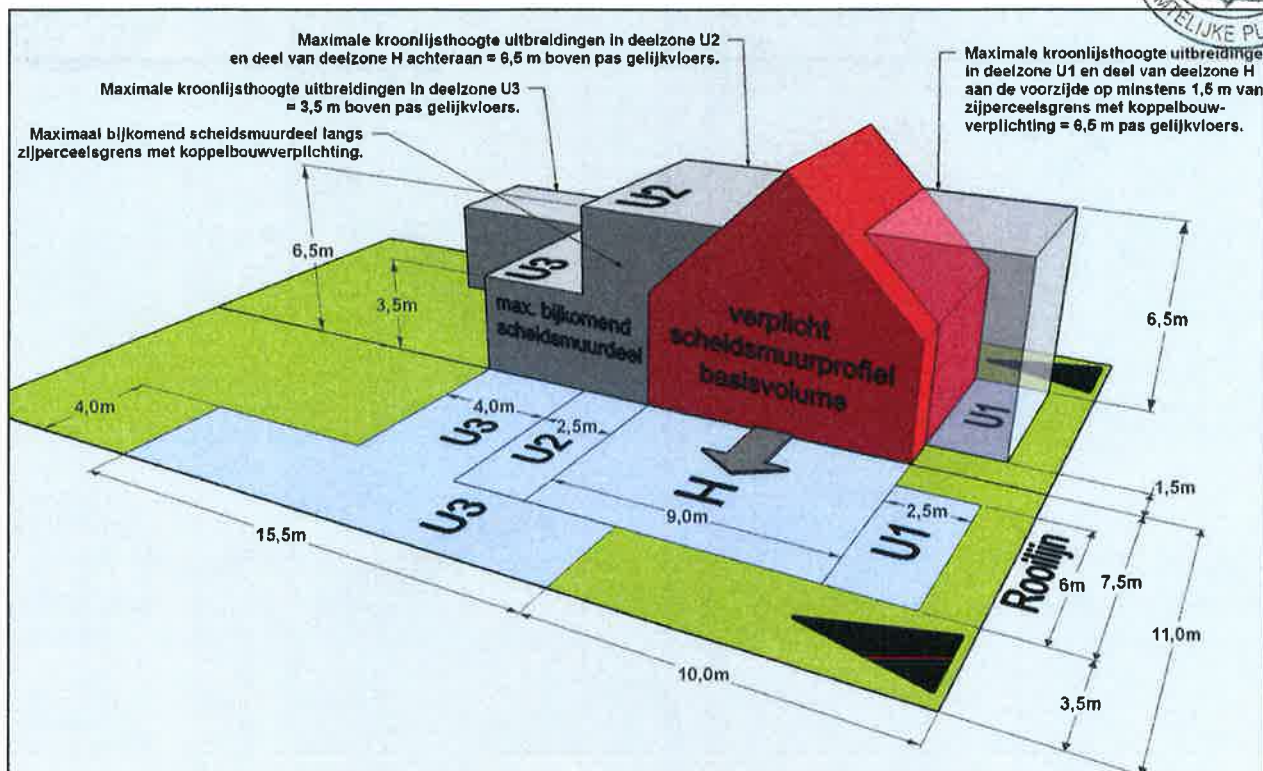 MTELIJKE PU
Maximale kroonlijsthoogte uitbreidingen in deelzone U2
en deel van deelzone H achteraan = 6,5 m boven pas gelijkvloers.
Maximale kroonlijsthoogte uitbreidinge
in deelzone U1 en deel van deelzone H
aan de voorzijde op minstens 1,5 m van
zijperceelsgrens met koppelbouw-
verplichting = 6,5 m pas gelijkvloers.
Maximale kroonlijsthoogte uitbreidingen in deelzone U3
= 3,5 m boven pas gelijkvloers.
Maximaal bijkomend scheidsmuurdeel langs
zijperceelsgrens met koppelbouwverplichting.
U2
6,5m
U3
3,5m
max. bijkomend
scheidsmuurdeel
verplicht
scheidsmuurprofiel
basisvolume
6,5m
U1
4,0m
4,0m
U3
2,5m
U2
H
U3
9,0m
2,5m
U1
1,5m
15,5m
Rooilijn
6m
7,5m
11,0m
10,0m
3,5m